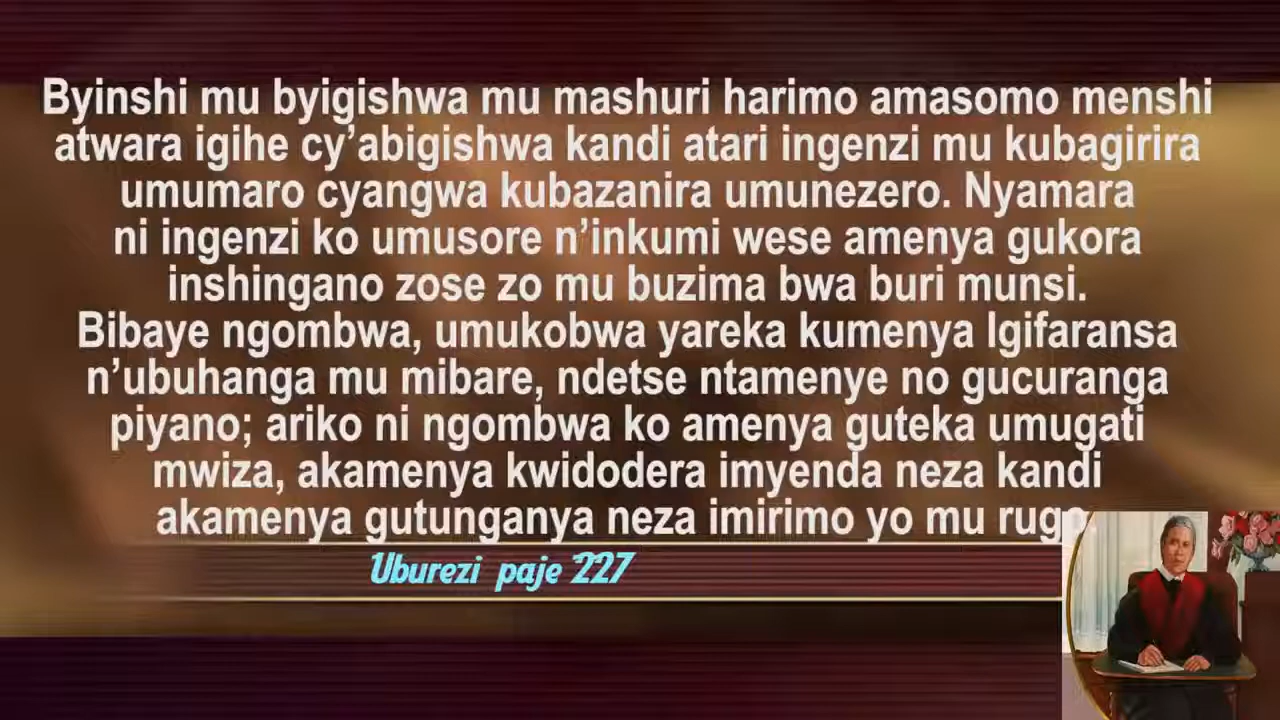 Byinshi mu byigishwa mu mashuri harimo amasomo menshi
atwara igihe cy’abigishwa kandi atari ingenzi mu kubagirira
umumaro cyangwa kubazanira umunezero. Nyamara
ni ingenzi ko umusore n’inkumi wese amenya gukora
inshingano zose zo mu buzima bwa buri munsi.
Bibaye ngombwa, umukobwa yareka kumenya Igifaransa
n’ubuhanga mu mibare, ndetse ntamenye no gucuranga
piyano; ariko ni ngombwa ko amenya guteka umugati
mwiza, akamenya kwidodera imyenda neza kandi
akamenya gutunganya neza imirimo yo mu rugo.
Uburezi paje 227